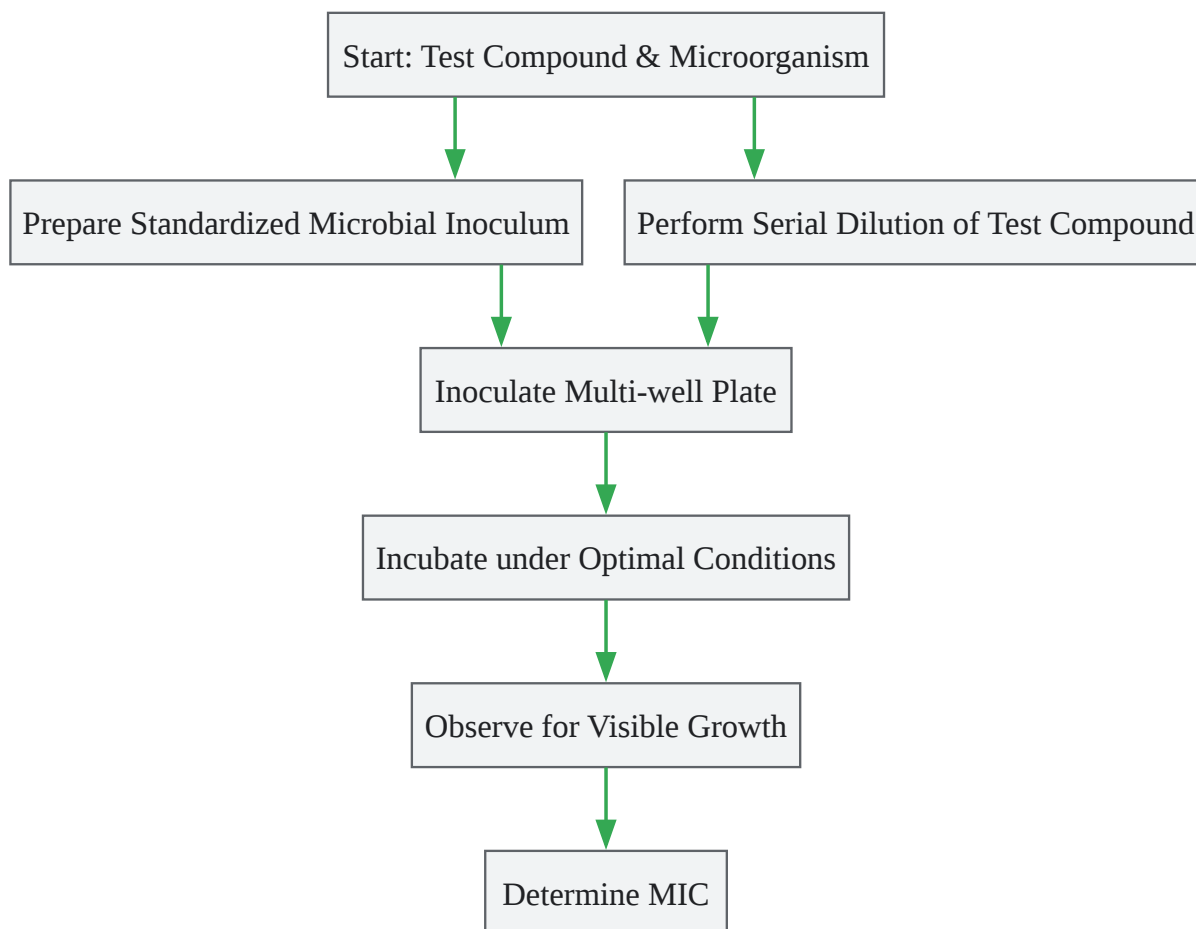 Start: Test Compound & Microorganism
Prepare Standardized Microbial Inoculum
Perform Serial Dilution of Test Compound
Inoculate Multi-well Plate
Incubate under Optimal Conditions
Observe for Visible Growth
Determine MIC